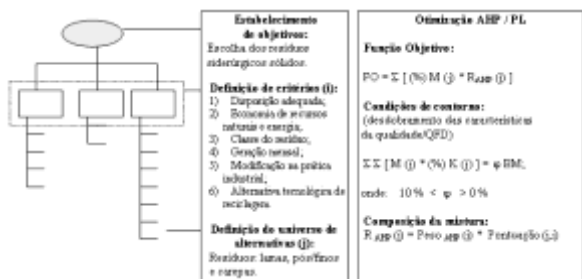 Estabelecimento
de objetivos:
Escolha dos resíduos
siderúrgicos sólidos.
Definição de critérios (i):
1) Disposição adequada;
2) Economia de recursos
naturais e energia;
3) Classe do resíduo;
4) Geração mensal;
5) Modificação na prática
industrial;
6) Alternativa tecnológica de
reciclagem.
Definição do universo de
alternativas (j):
Resíduos: lamas, pós/finos
e carepas.
Otimização AHP / PL
Função Objetivo:
FO = Σ [ (%) M (j) * R AHP (j) ]
Condições de contorno:
(desdobramento das características
da qualidade/QFD)
Σ Σ [ M (j) * (%) K (j) ] = φ BM;
onde: 10 % < φ > 0 %
Composição da mistura:
R AHP (j) = Peso AHP (i) * Pontuação (i,j)